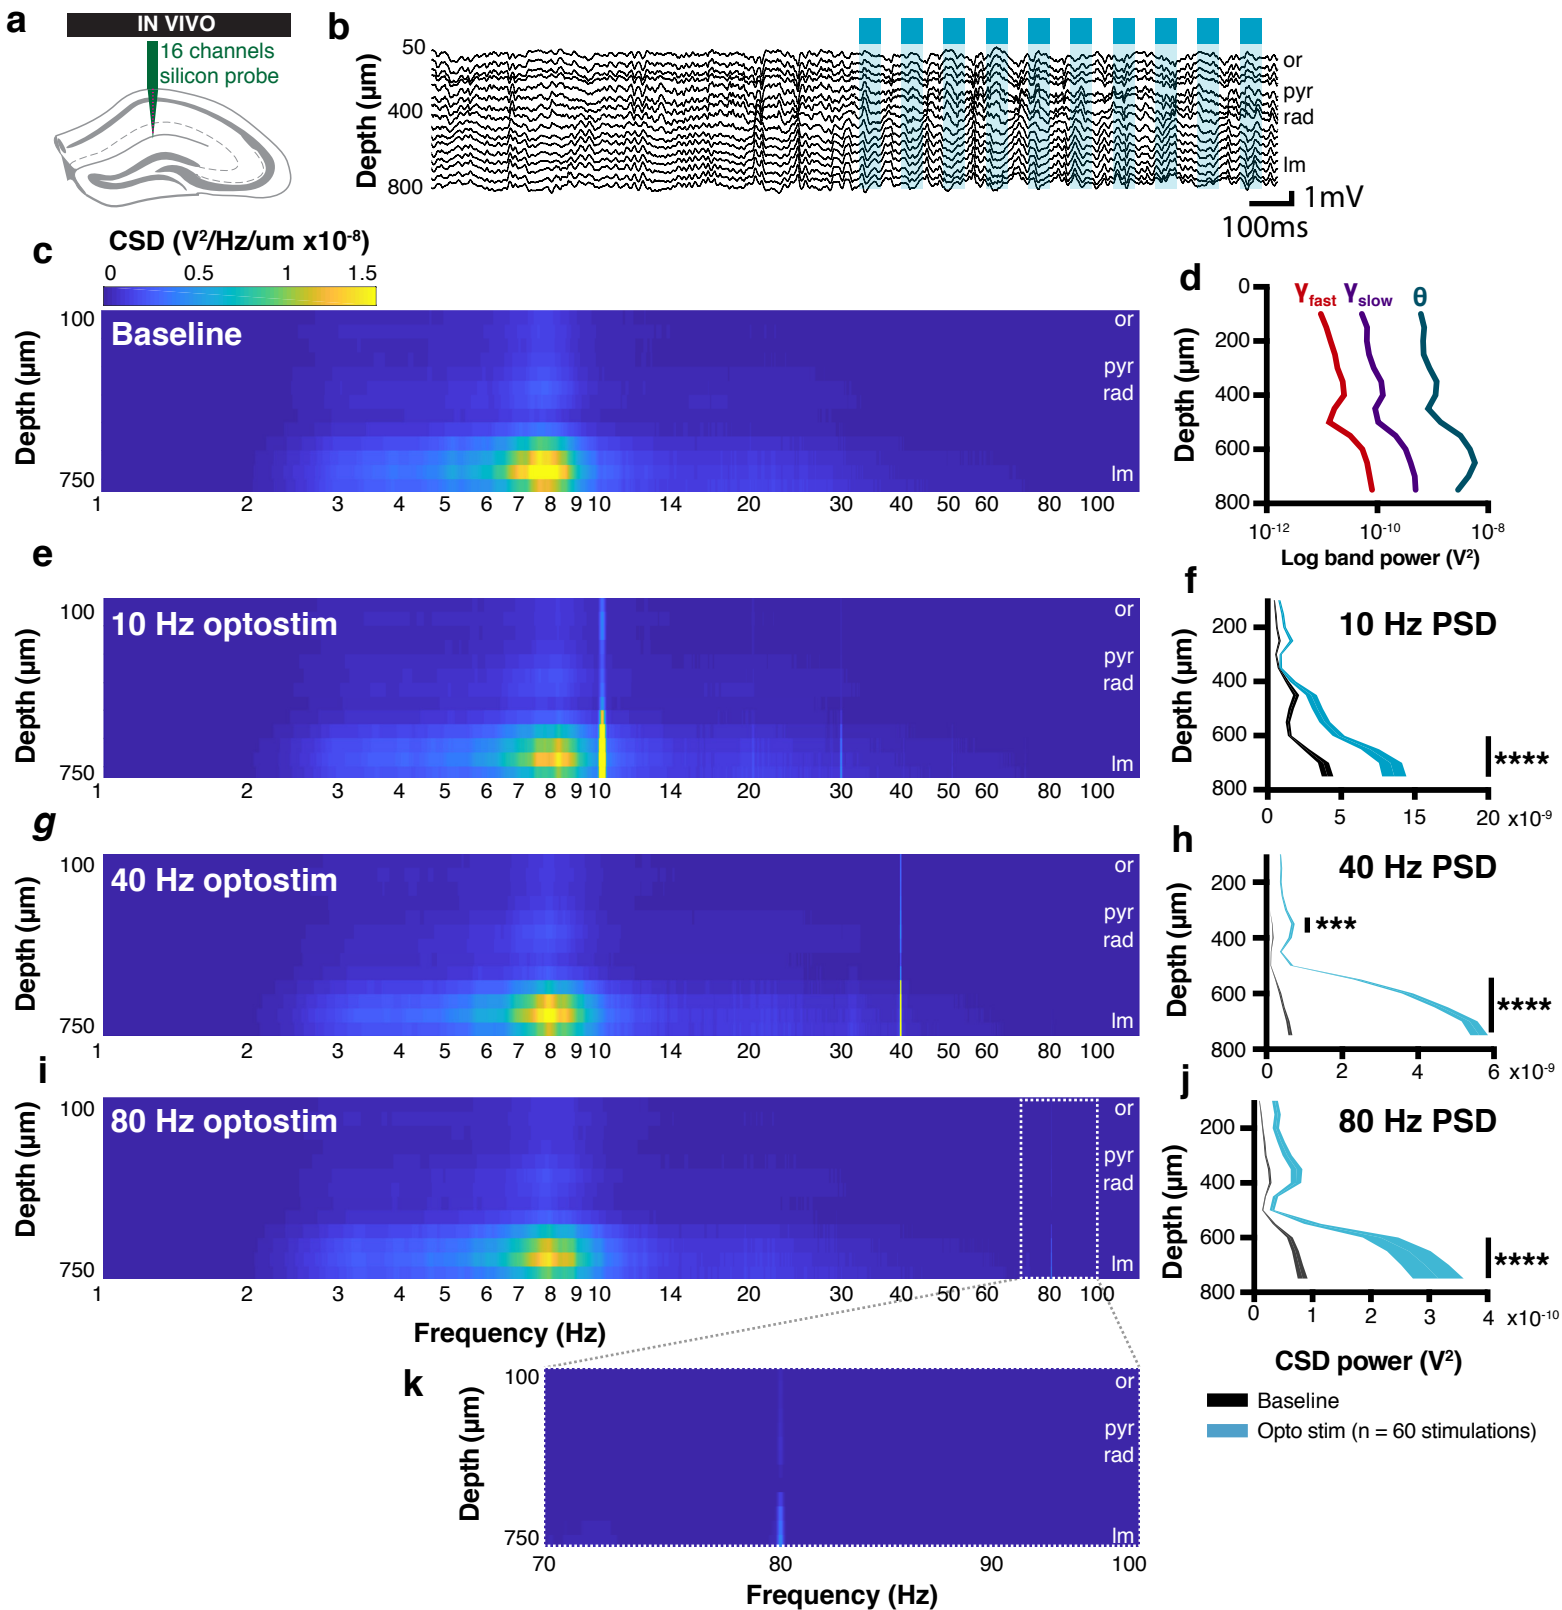 a
IN VIVO
16 channels
silicon probe
b
50
400
800
Depth (µm)
or
pyr
rad
lm
1mV
100ms
c
CSD (V²/Hz/um x10⁻⁸)
0 0.5 1 1.5
Baseline
100
750
Depth (µm)
or
pyr
rad
lm
1 2 3 4 5 6 7 8 9 10 14 20 30 40 50 60 80 100
d
γfast γslow θ
0
200
400
600
800
Depth (µm)
10⁻¹² 10⁻¹⁰ 10⁻⁸
Log band power (V²)
e
10 Hz optostim
100
750
Depth (µm)
or
pyr
rad
lm
1 2 3 4 5 6 7 8 9 10 14 20 30 40 50 60 80 100
f
10 Hz PSD
200
400
600
800
Depth (µm)
****
0 5 15 20 x10⁻⁹
g
40 Hz optostim
100
750
Depth (µm)
or
pyr
rad
lm
1 2 3 4 5 6 7 8 9 10 14 20 30 40 50 60 80 100
h
40 Hz PSD
200
400
600
800
Depth (µm)
***
****
0 2 4 6 x10⁻⁹
i
80 Hz optostim
100
750
Depth (µm)
or
pyr
rad
lm
1 2 3 4 5 6 7 8 9 10 14 20 30 40 50 60 80 100
Frequency (Hz)
j
80 Hz PSD
200
400
600
800
Depth (µm)
****
0 1 2 3 4 x10⁻¹⁰
CSD power (V²)
Baseline
Opto stim (n = 60 stimulations)
k
100
750
Depth (µm)
or
pyr
rad
lm
70 80 90 100
Frequency (Hz)